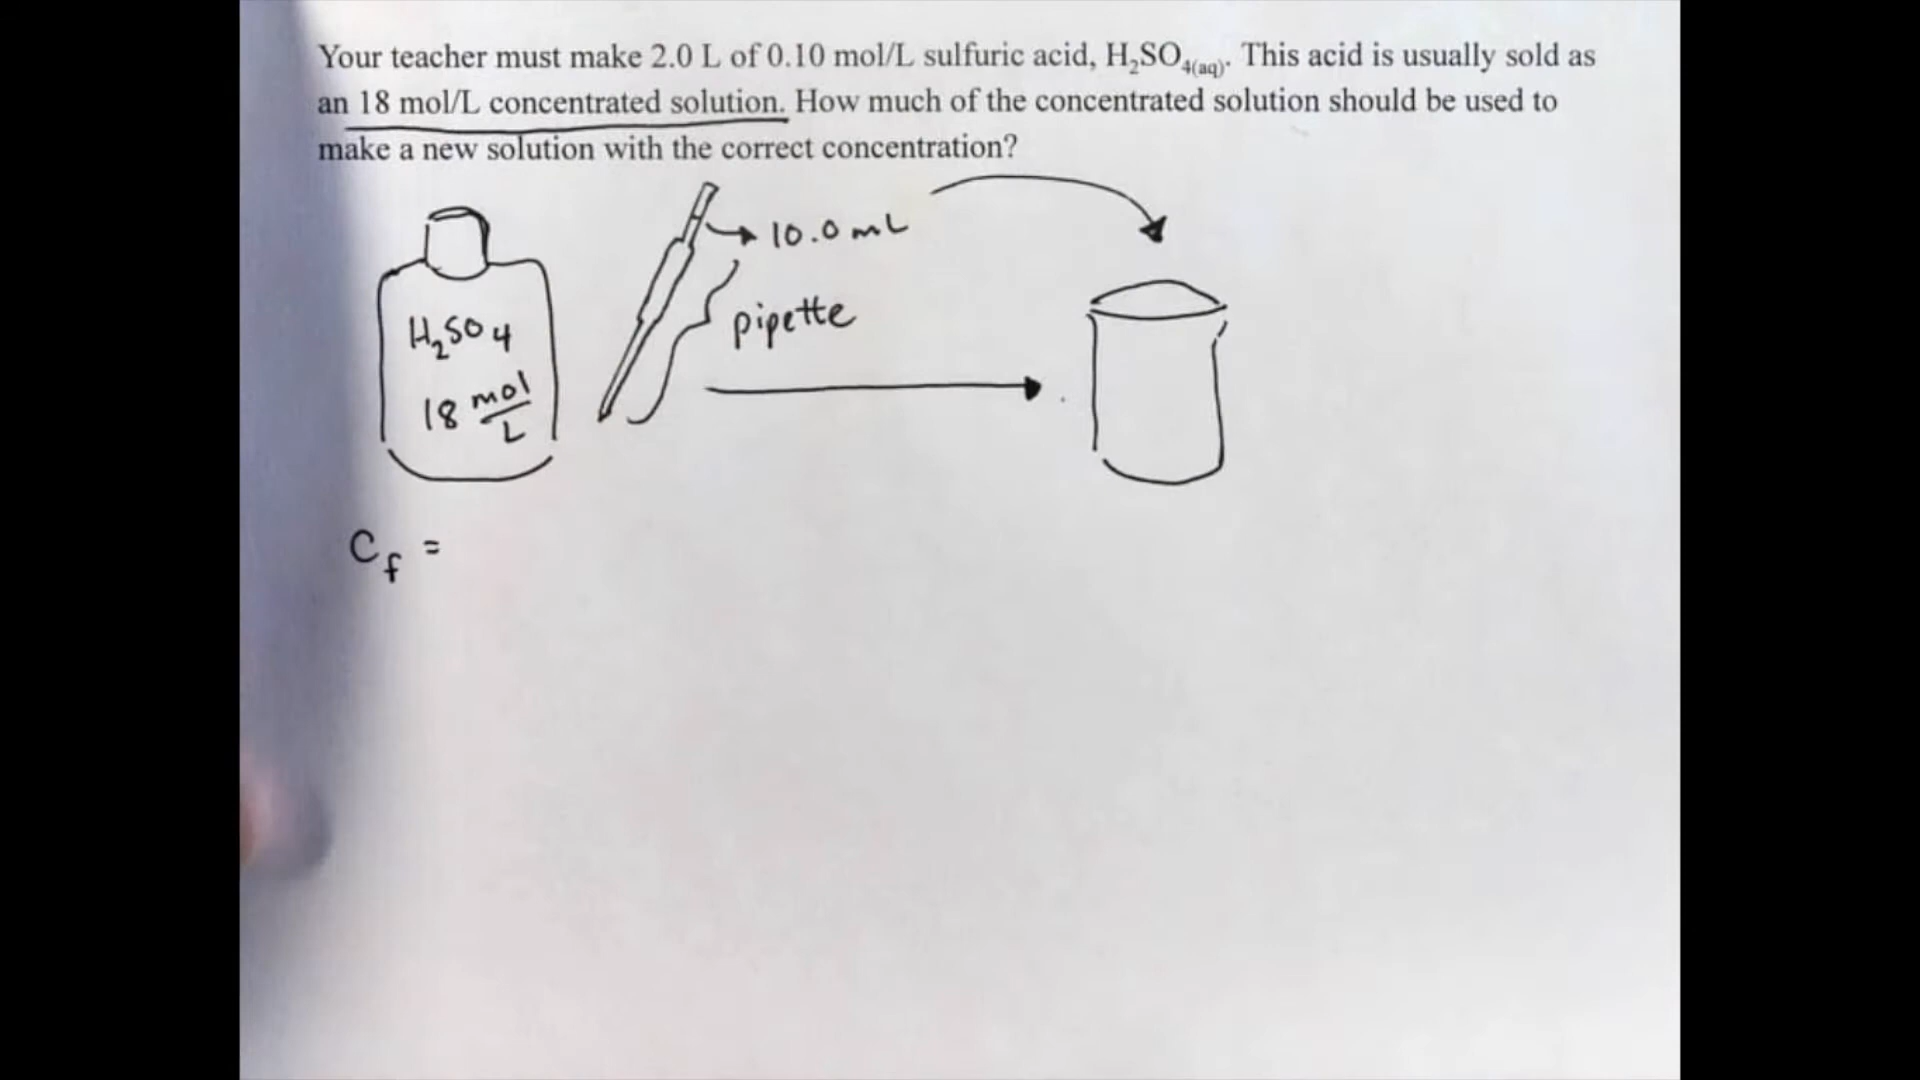 Your teacher must make 2.0 L of 0.10 mol/L sulfuric acid, H₂SO₄₍aq₎. This acid is usually sold as
an 18 mol/L concentrated solution. How much of the concentrated solution should be used to
make a new solution with the correct concentration?
10.0 mL
pipette
H₂SO₄
18 mol/L
Cf =